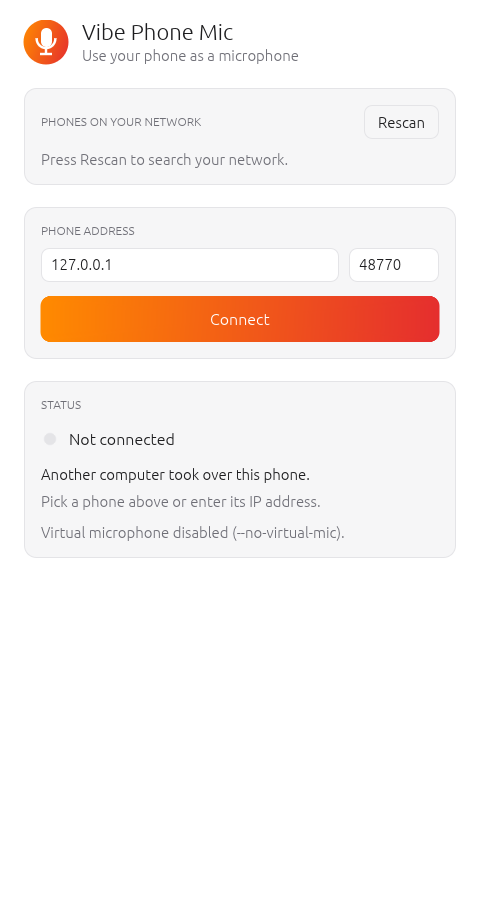 Vibe Phone Mic
Use your phone as a microphone
PHONES ON YOUR NETWORK
Rescan
Press Rescan to search your network.
PHONE ADDRESS
127.0.0.1
48770
Connect
STATUS
Not connected
Another computer took over this phone.
Pick a phone above or enter its IP address.
Virtual microphone disabled (--no-virtual-mic).